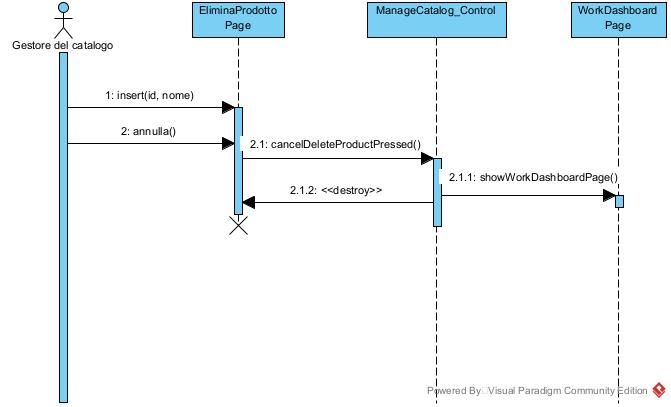 Gestore del catalogo
EliminaProdotto
Page
ManageCatalog_Control
WorkDashboard
Page
1: insert(id, nome)
2: annulla()
2.1: cancelDeleteProductPressed()
2.1.1: showWorkDashboardPage()
2.1.2: <<destroy>>
Powered By Visual Paradigm Community Edition